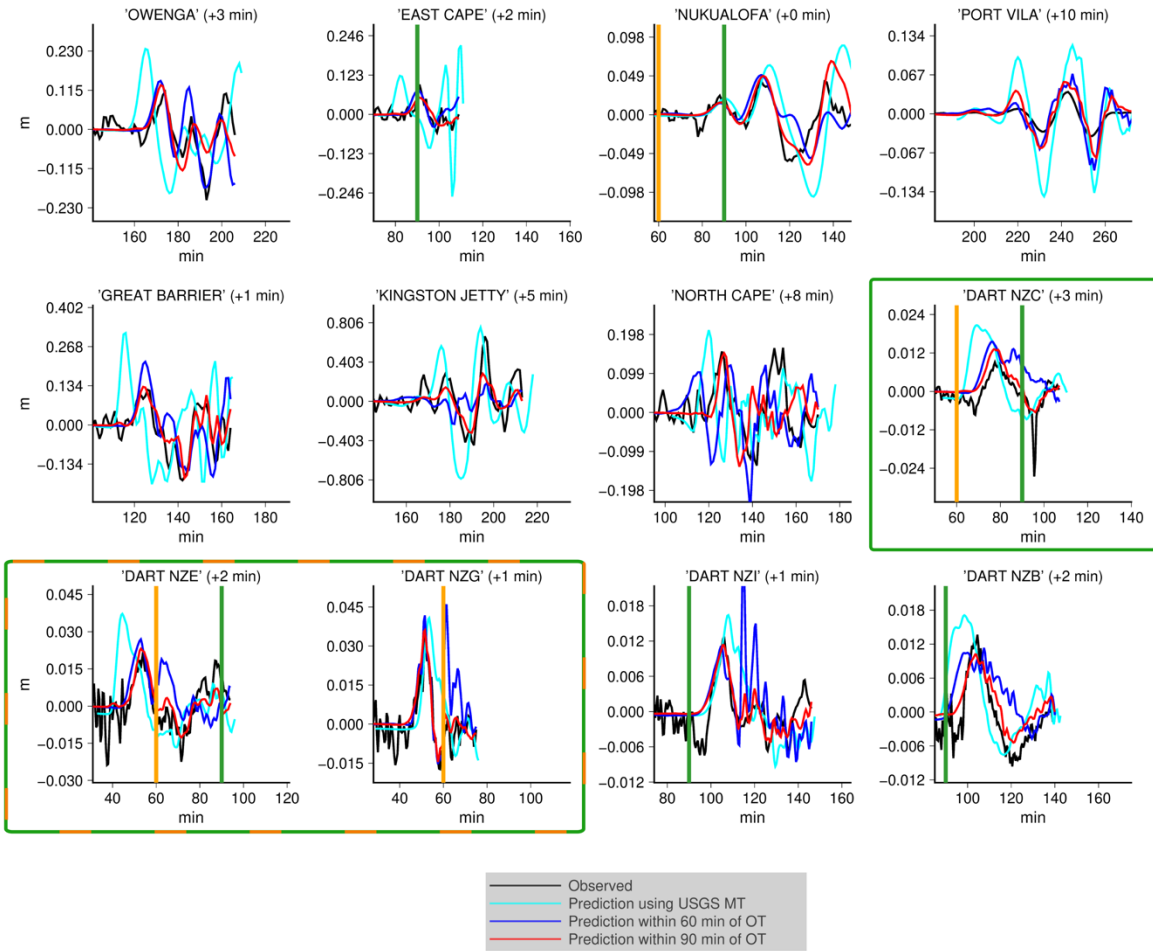 'OWENGA' (+3 min)
0.230
0.115
0.000
−0.115
−0.230
m
160 180 200 220
min
'EAST CAPE' (+2 min)
0.246
0.123
0.000
−0.123
−0.246
80 100 120 140 160
min
'NUKUALOFA' (+0 min)
0.098
0.049
0.000
−0.049
−0.098
60 80 100 120 140
min
'PORT VILA' (+10 min)
0.134
0.067
0.000
−0.067
−0.134
200 220 240 260
min
'GREAT BARRIER' (+1 min)
0.402
0.268
0.134
0.000
−0.134
120 140 160 180
min
'KINGSTON JETTY' (+5 min)
0.806
0.403
0.000
−0.403
−0.806
160 180 200 220
min
'NORTH CAPE' (+8 min)
0.198
0.099
0.000
−0.099
−0.198
100 120 140 160 180
min
'DART NZC' (+3 min)
0.024
0.012
0.000
−0.012
−0.024
60 80 100 120 140
min
'DART NZE' (+2 min)
0.045
0.030
0.015
0.000
−0.015
−0.030
m
40 60 80 100 120
min
'DART NZG' (+1 min)
0.045
0.030
0.015
0.000
−0.015
40 60 80 100
min
'DART NZI' (+1 min)
0.018
0.012
0.006
0.000
−0.006
−0.012
80 100 120 140 160
min
'DART NZB' (+2 min)
0.018
0.012
0.006
0.000
−0.006
−0.012
100 120 140 160
min
Observed
Prediction using USGS MT
Prediction within 60 min of OT
Prediction within 90 min of OT